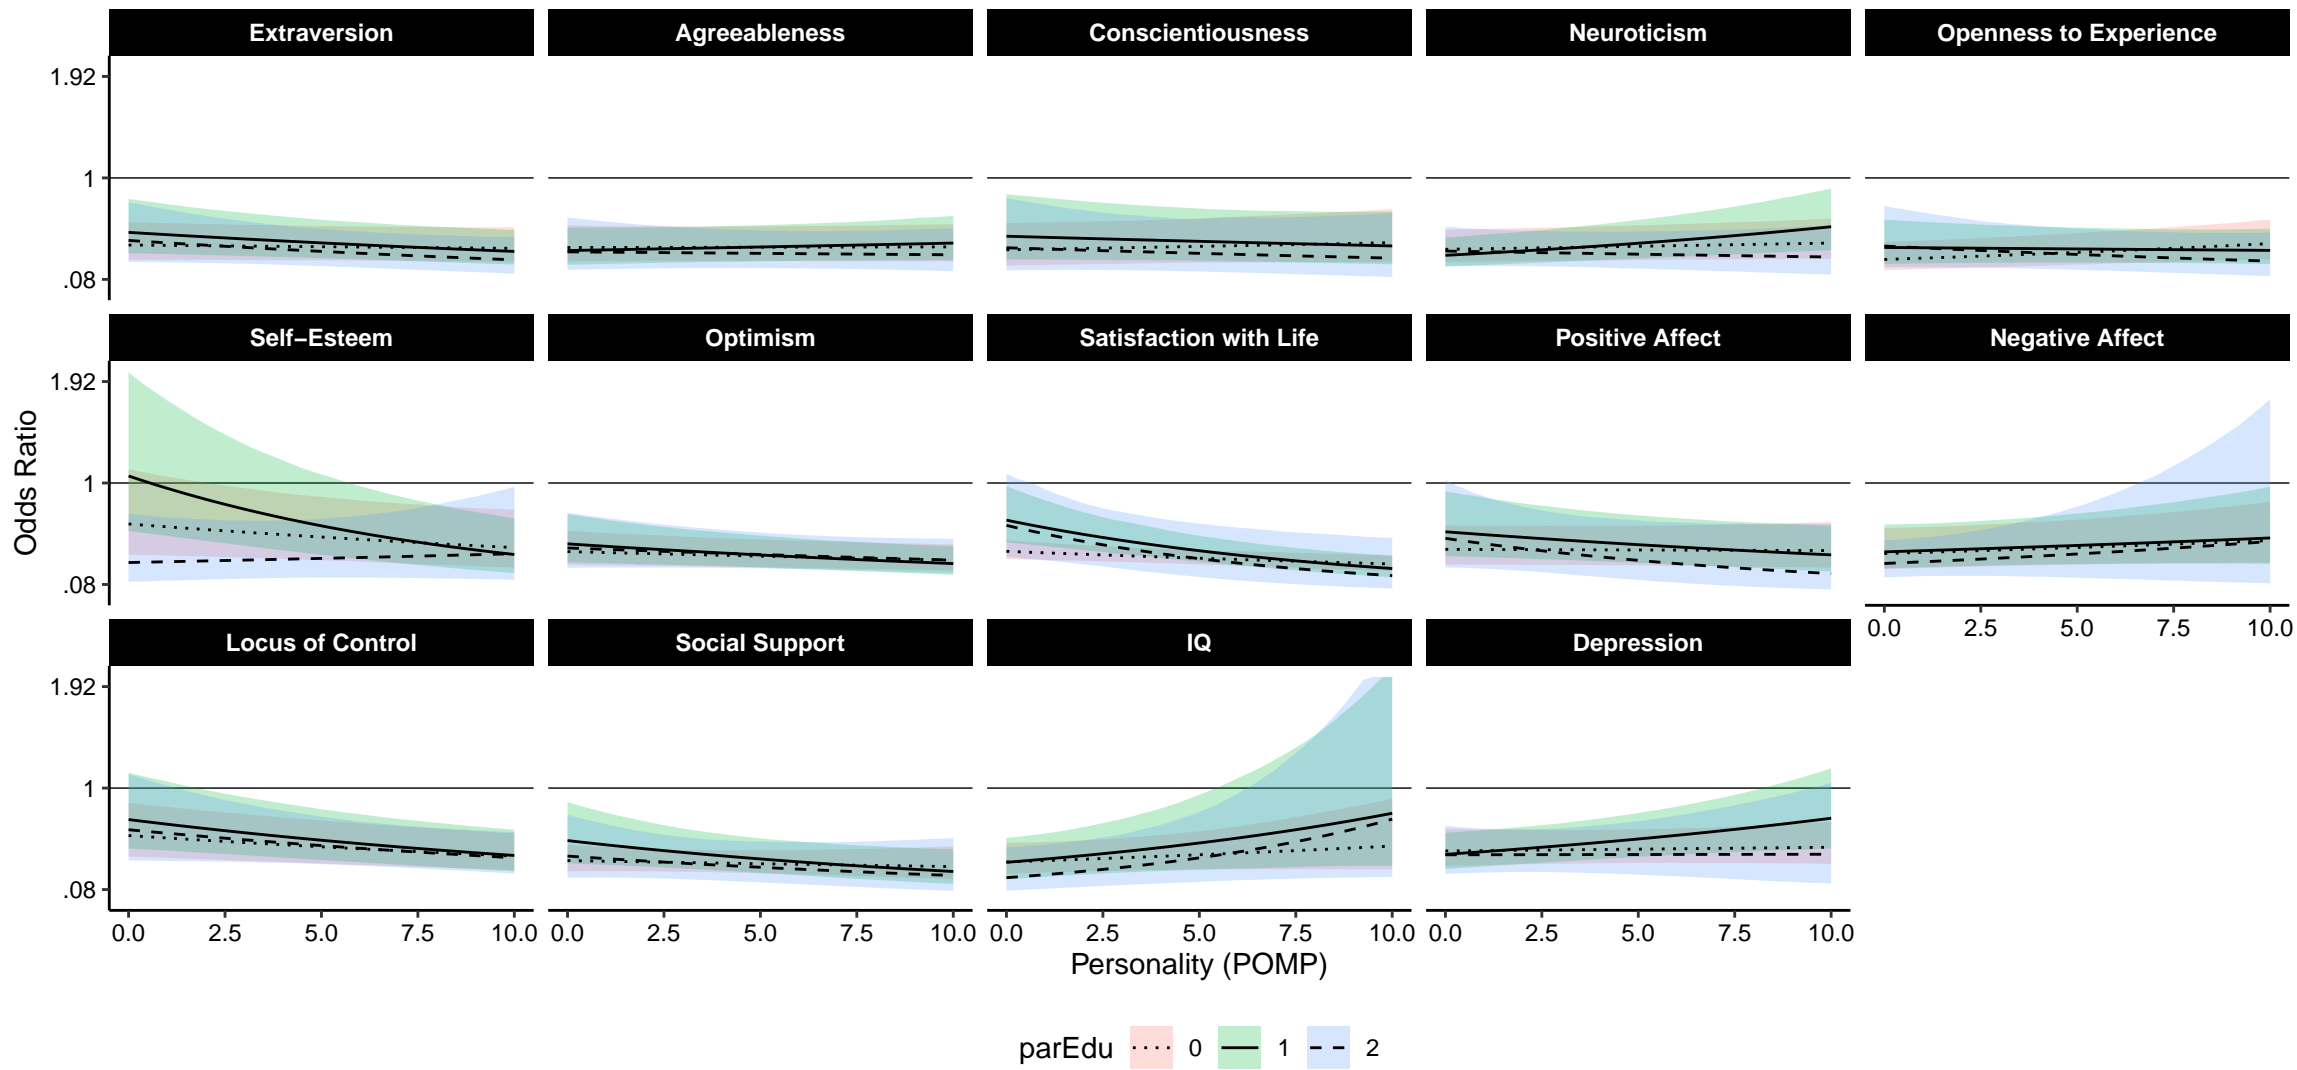 Extraversion Agreeableness Conscientiousness Neuroticism Openness to Experience
1.92
1
.08
Self−Esteem Optimism Satisfaction with Life Positive Affect Negative Affect
1.92
1
.08
Odds Ratio
0.0 2.5 5.0 7.5 10.0
Locus of Control Social Support IQ Depression
1.92
1
.08
0.0 2.5 5.0 7.5 10.0 0.0 2.5 5.0 7.5 10.0 0.0 2.5 5.0 7.5 10.0 0.0 2.5 5.0 7.5 10.0
Personality (POMP)
parEdu 0 1 2